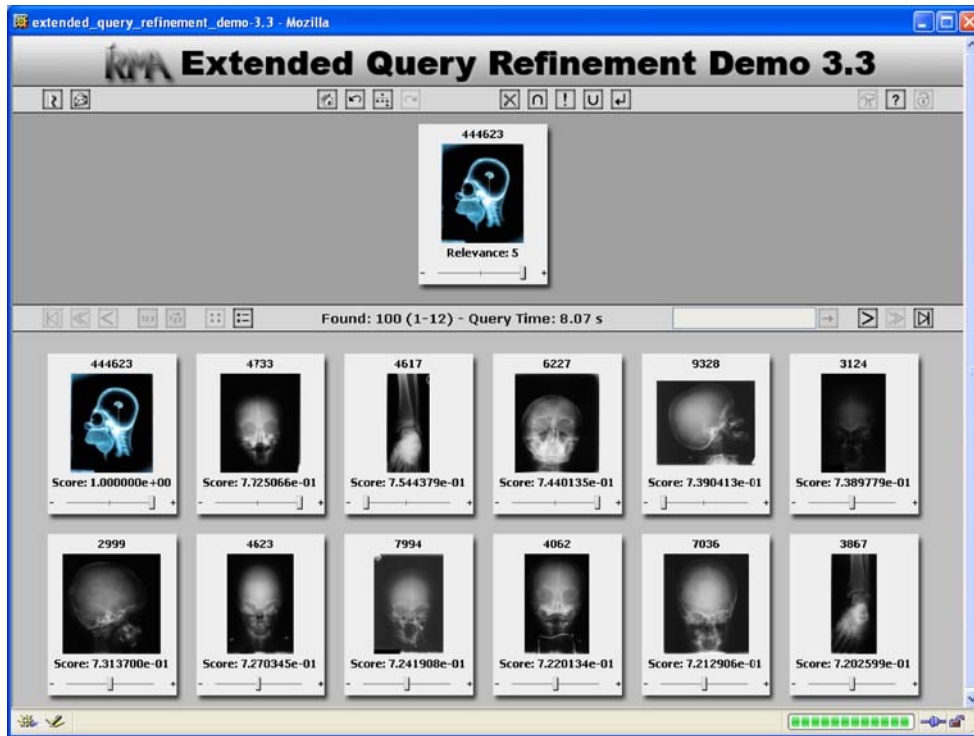 extended_query_refinement_demo-3.3 - Mozilla
IRMA Extended Query Refinement Demo 3.3
? 
444623
Relevance: 5
- +
Found: 100 (1-12) - Query Time: 8.07 s
444623 4733 4617 6227 9328 3124
Score: 1.000000e+00 Score: 7.725066e-01 Score: 7.544379e-01 Score: 7.440135e-01 Score: 7.390413e-01 Score: 7.389779e-01
- + - + - + - + - + - +
2999 4623 7994 4062 7036 3867
Score: 7.313700e-01 Score: 7.270345e-01 Score: 7.241908e-01 Score: 7.220134e-01 Score: 7.212906e-01 Score: 7.202599e-01
- + - + - + - + - + - +